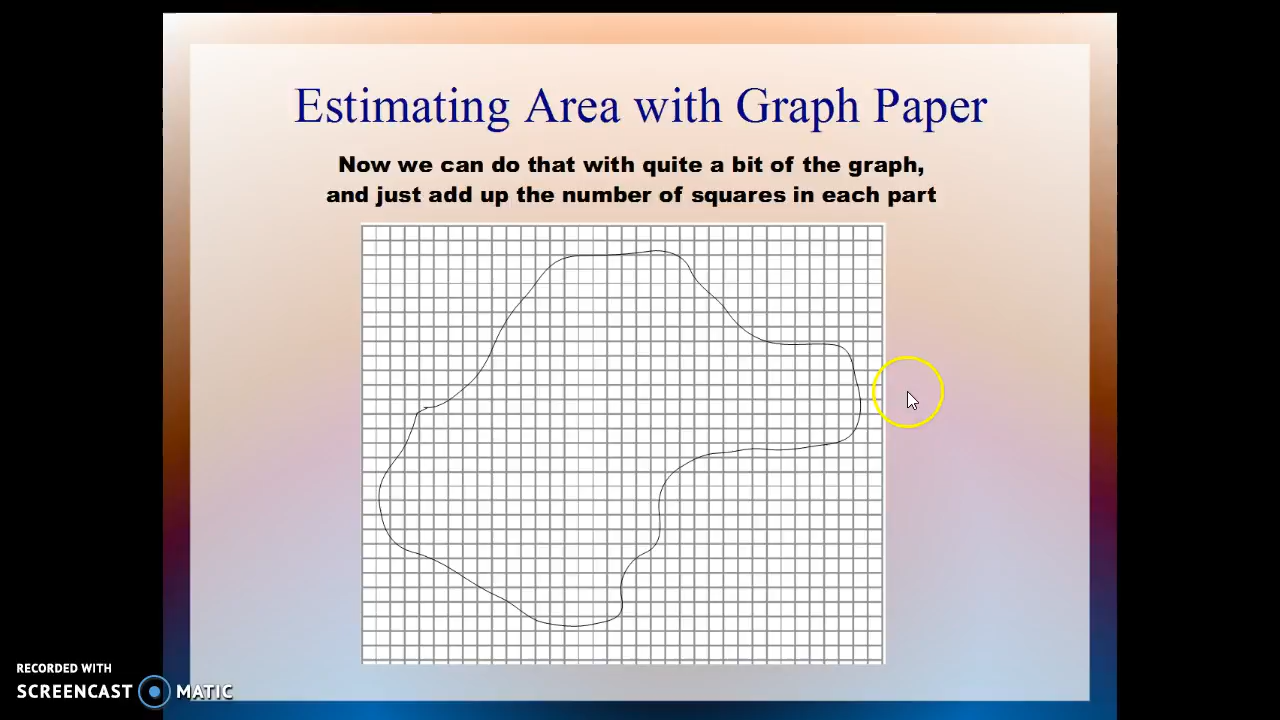 Estimating Area with Graph Paper
Now we can do that with quite a bit of the graph,
and just add up the number of squares in each part
RECORDED WITH
SCREENCAST MATIC